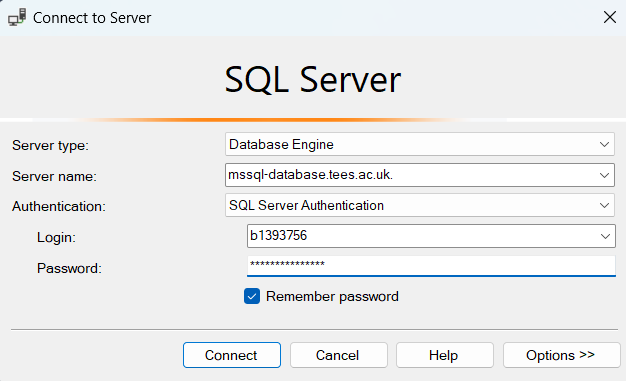 Connect to Server
SQL Server
Server type: Database Engine
Server name: mssql-database.tees.ac.uk.
Authentication: SQL Server Authentication
Login: b1393756
Password: ***************
Remember password
Connect Cancel Help Options >>